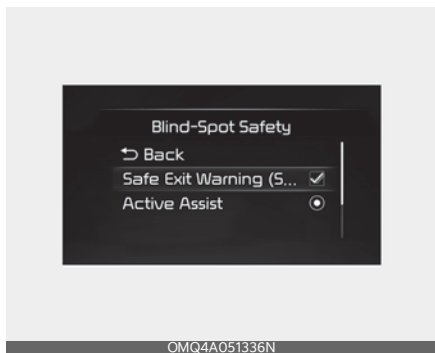 Blind-Spot Safety
Back
Safe Exit Warning (S...
Active Assist
OMQ4A051336N